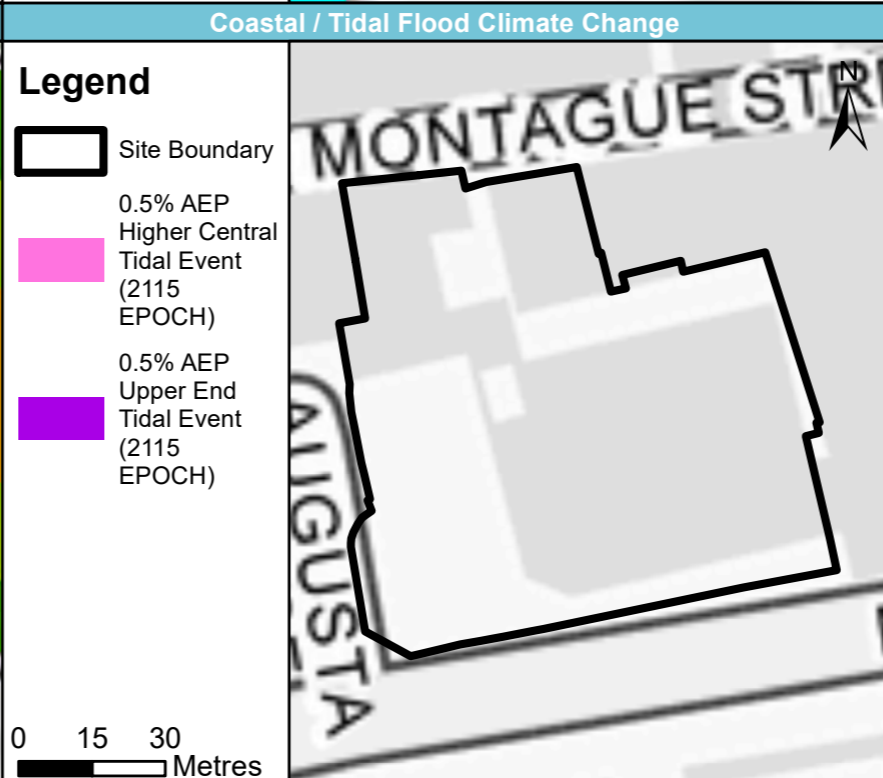 Coastal / Tidal Flood Climate Change
Legend
Site Boundary
0.5% AEP
Higher Central
Tidal Event
(2115
EPOCH)
0.5% AEP
Upper End
Tidal Event
(2115
EPOCH)
0 15 30
Metres
MONTAGUE STR
N
AUGUSTA